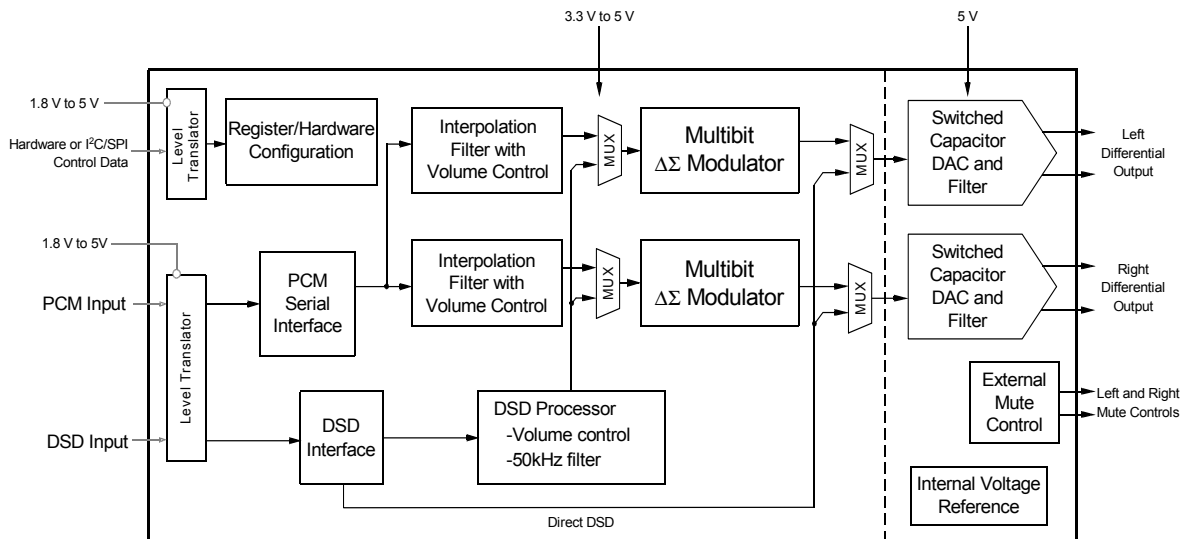 3.3 V to 5 V
5 V
1.8 V to 5 V
Hardware or I²C/SPI
Control Data
Level
Translator
Register/Hardware
Configuration
Interpolation
Filter with
Volume Control
MUX
Multibit
ΔΣ Modulator
MUX
Switched
Capacitor
DAC and
Filter
Left
Differential
Output
1.8 V to 5V
PCM Input
DSD Input
Level Translator
PCM
Serial
Interface
Interpolation
Filter with
Volume Control
MUX
Multibit
ΔΣ Modulator
MUX
Switched
Capacitor
DAC and
Filter
Right
Differential
Output
DSD
Interface
DSD Processor
-Volume control
-50kHz filter
Direct DSD
External
Mute
Control
Left and Right
Mute Controls
Internal Voltage
Reference